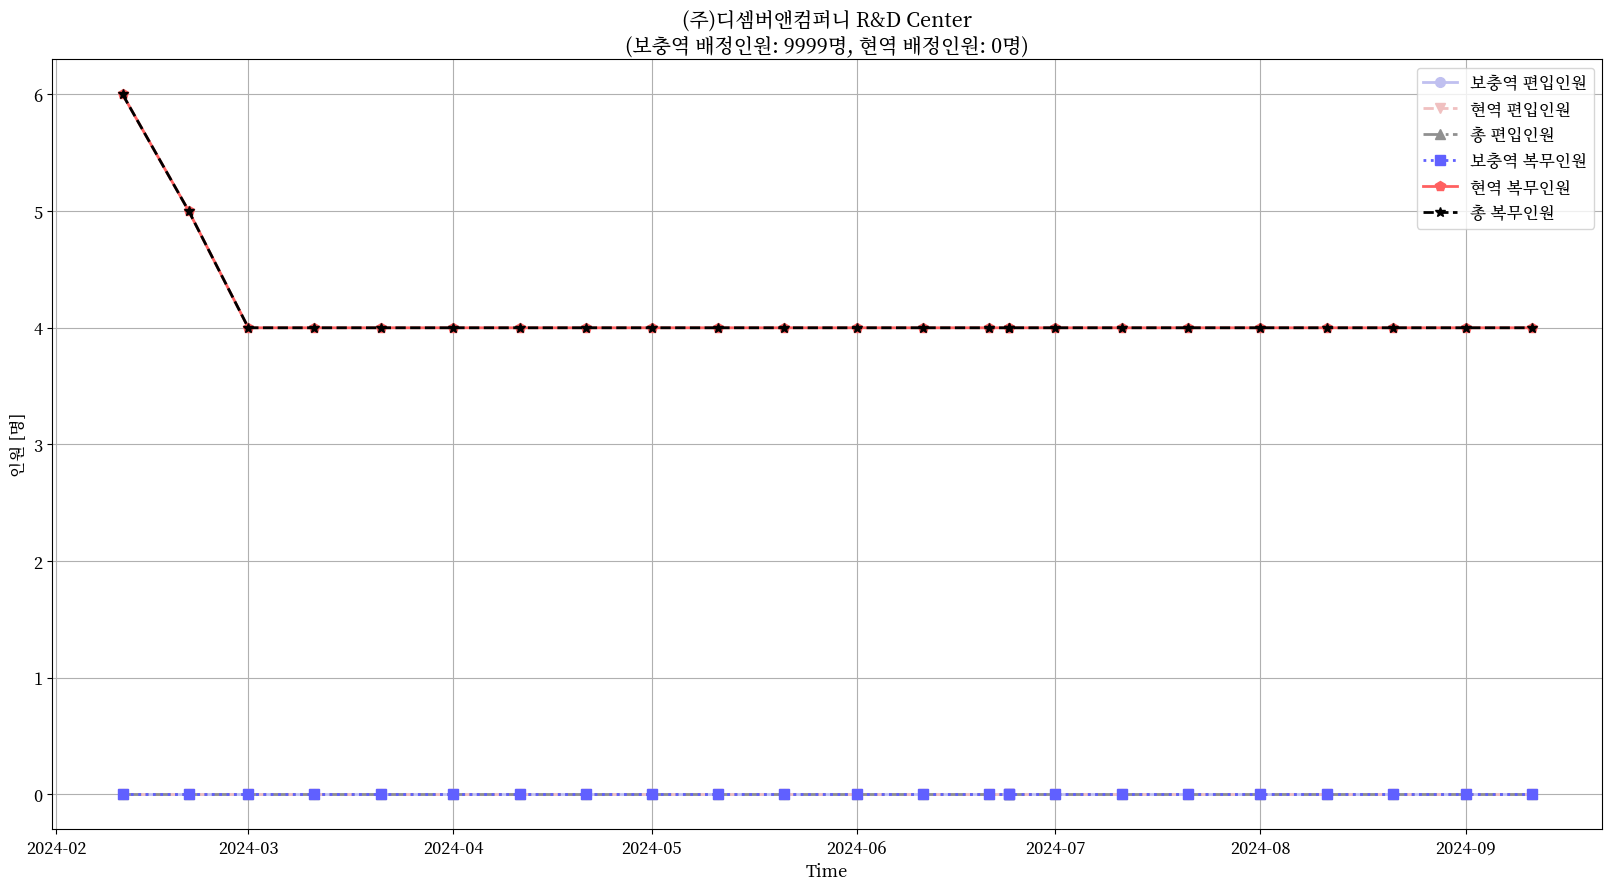 (주)디셈버앤컴퍼니 R&D Center
(보충역 배정인원: 9999명, 현역 배정인원: 0명)
보충역 편입인원
현역 편입인원
총 편입인원
보충역 복무인원
현역 복무인원
총 복무인원
인원 [명]
6
5
4
3
2
1
0
2024-02
2024-03
2024-04
2024-05
2024-06
2024-07
2024-08
2024-09
Time